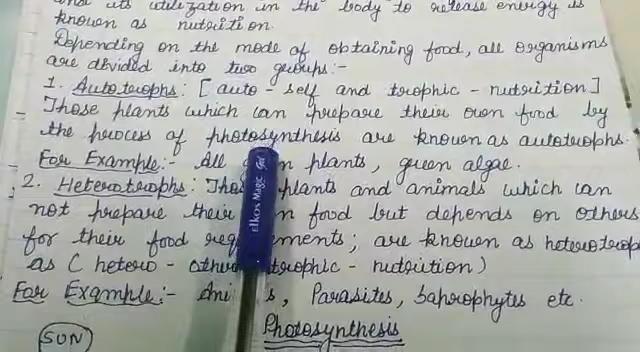 and its utilization in the body to release energy is
known as nutrition.
Depending on the mode of obtaining food, all organisms
are divided into two groups:-
1. Autotrophs: [auto - self and trophic - nutrition]
- Those plants which can prepare their own food by
the process of photosynthesis are known as autotrophs.
- For Example:- All plants, green algae.
2. Heterotrophs: plants and animals which can
not prepare their food but depends on others
for their food ; are known as heterotrop
as ( hetero - trophic - nutrition)
For Example:- , Parasites, Saprophytes etc.
Photosynthesis
SUN
elkos Magic Gel